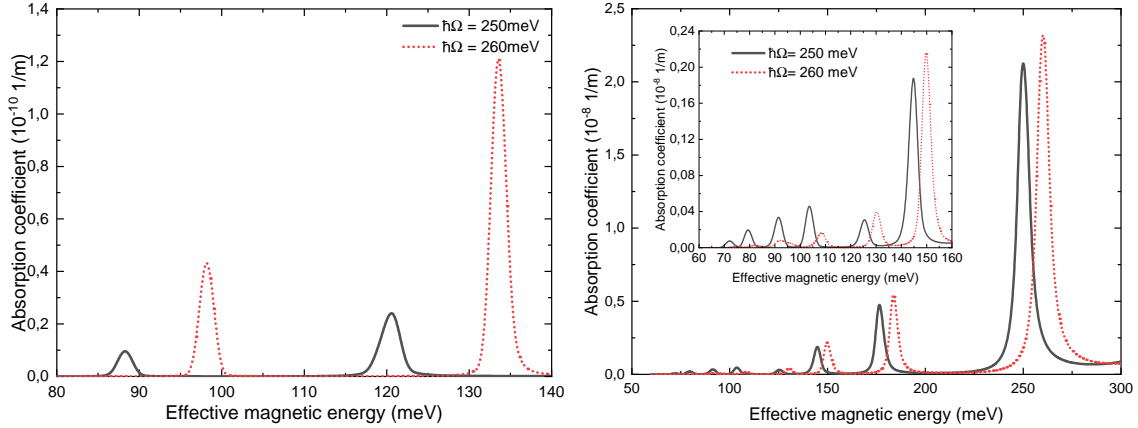 1,4
1,2
1,0
0,8
0,6
0,4
0,2
0,0
80 90 100 110 120 130 140
Absorption coefficient (10⁻¹⁰ 1/m)
Effective magnetic energy (meV)
ħΩ = 250meV
ħΩ = 260meV
2,5
2,0
1,5
1,0
0,5
0,0
50 100 150 200 250 300
Absorption coefficient (10⁻⁸ 1/m)
Effective magnetic energy (meV)
0,24
0,20
0,16
0,12
0,08
0,04
0,00
60 70 80 90 100 110 120 130 140 150 160
Absorption coefficient (10⁻⁸ 1/m)
Effective magnetic energy (meV)
ħΩ= 250 meV
ħΩ= 260 meV